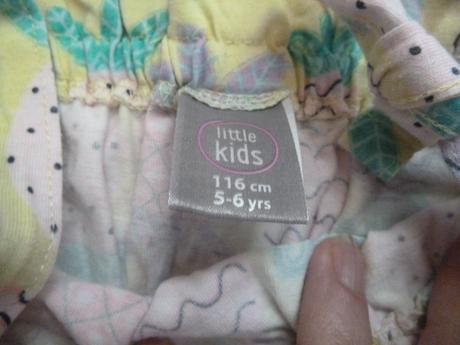 little
kids
116 cm
5-6 yrs